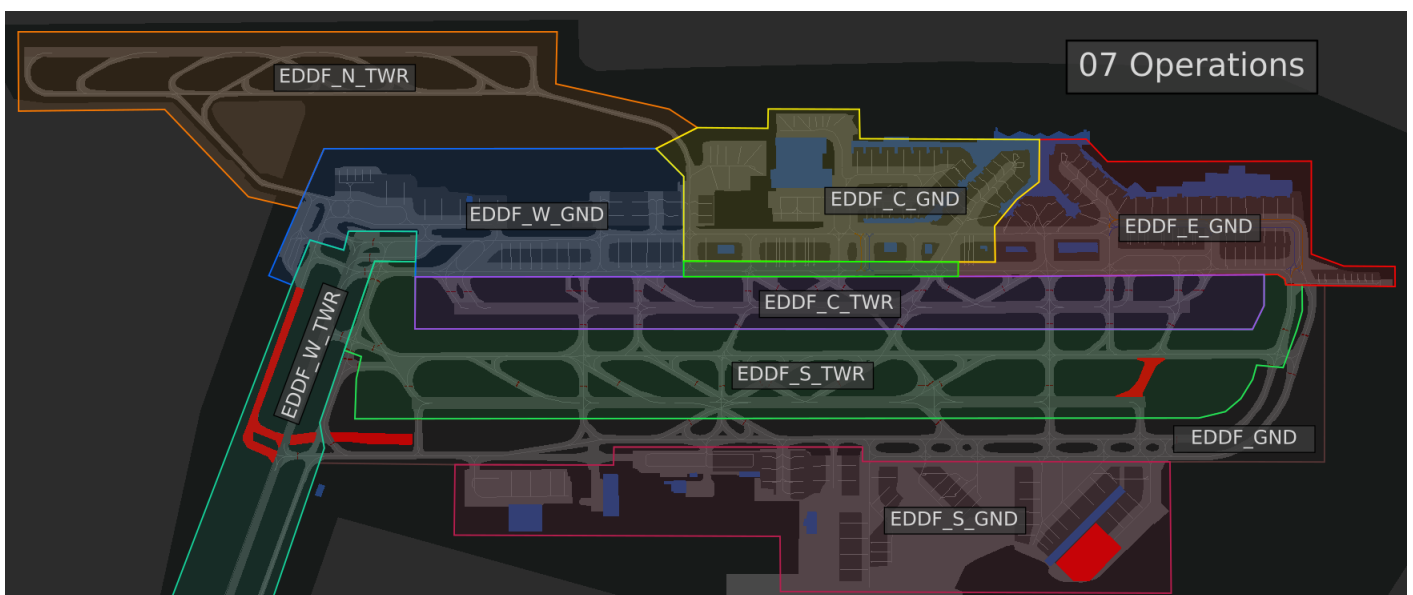 07 Operations
EDDF_N_TWR
EDDF_C_GND
EDDF_W_GND
EDDF_E_GND
EDDF_C_TWR
EDDF_W_TWR
EDDF_S_TWR
EDDF_GND
EDDF_S_GND